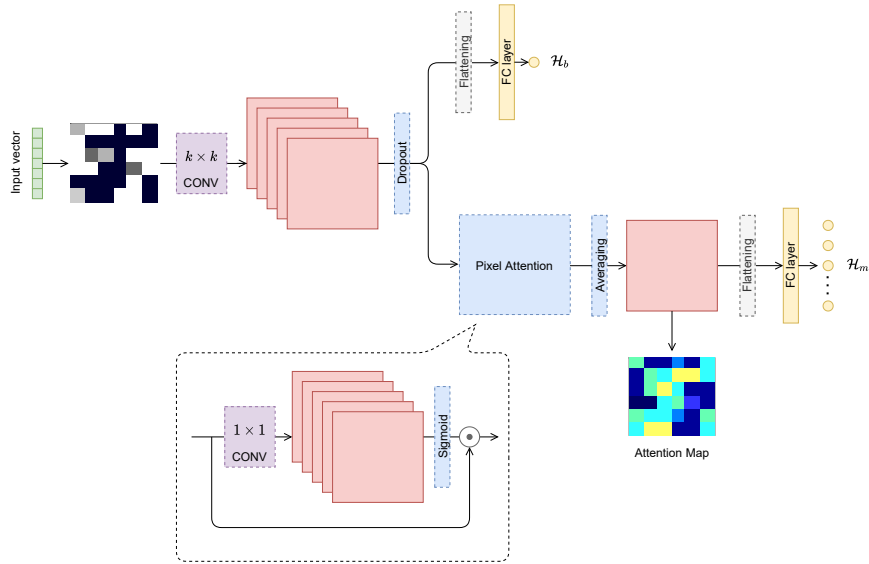 Input vector
k × k
CONV
Dropout
Flattening
FC layer
ℋ_b
Pixel Attention
Averaging
Flattening
FC layer
ℋ_m
Attention Map
1 × 1
CONV
Sigmoid